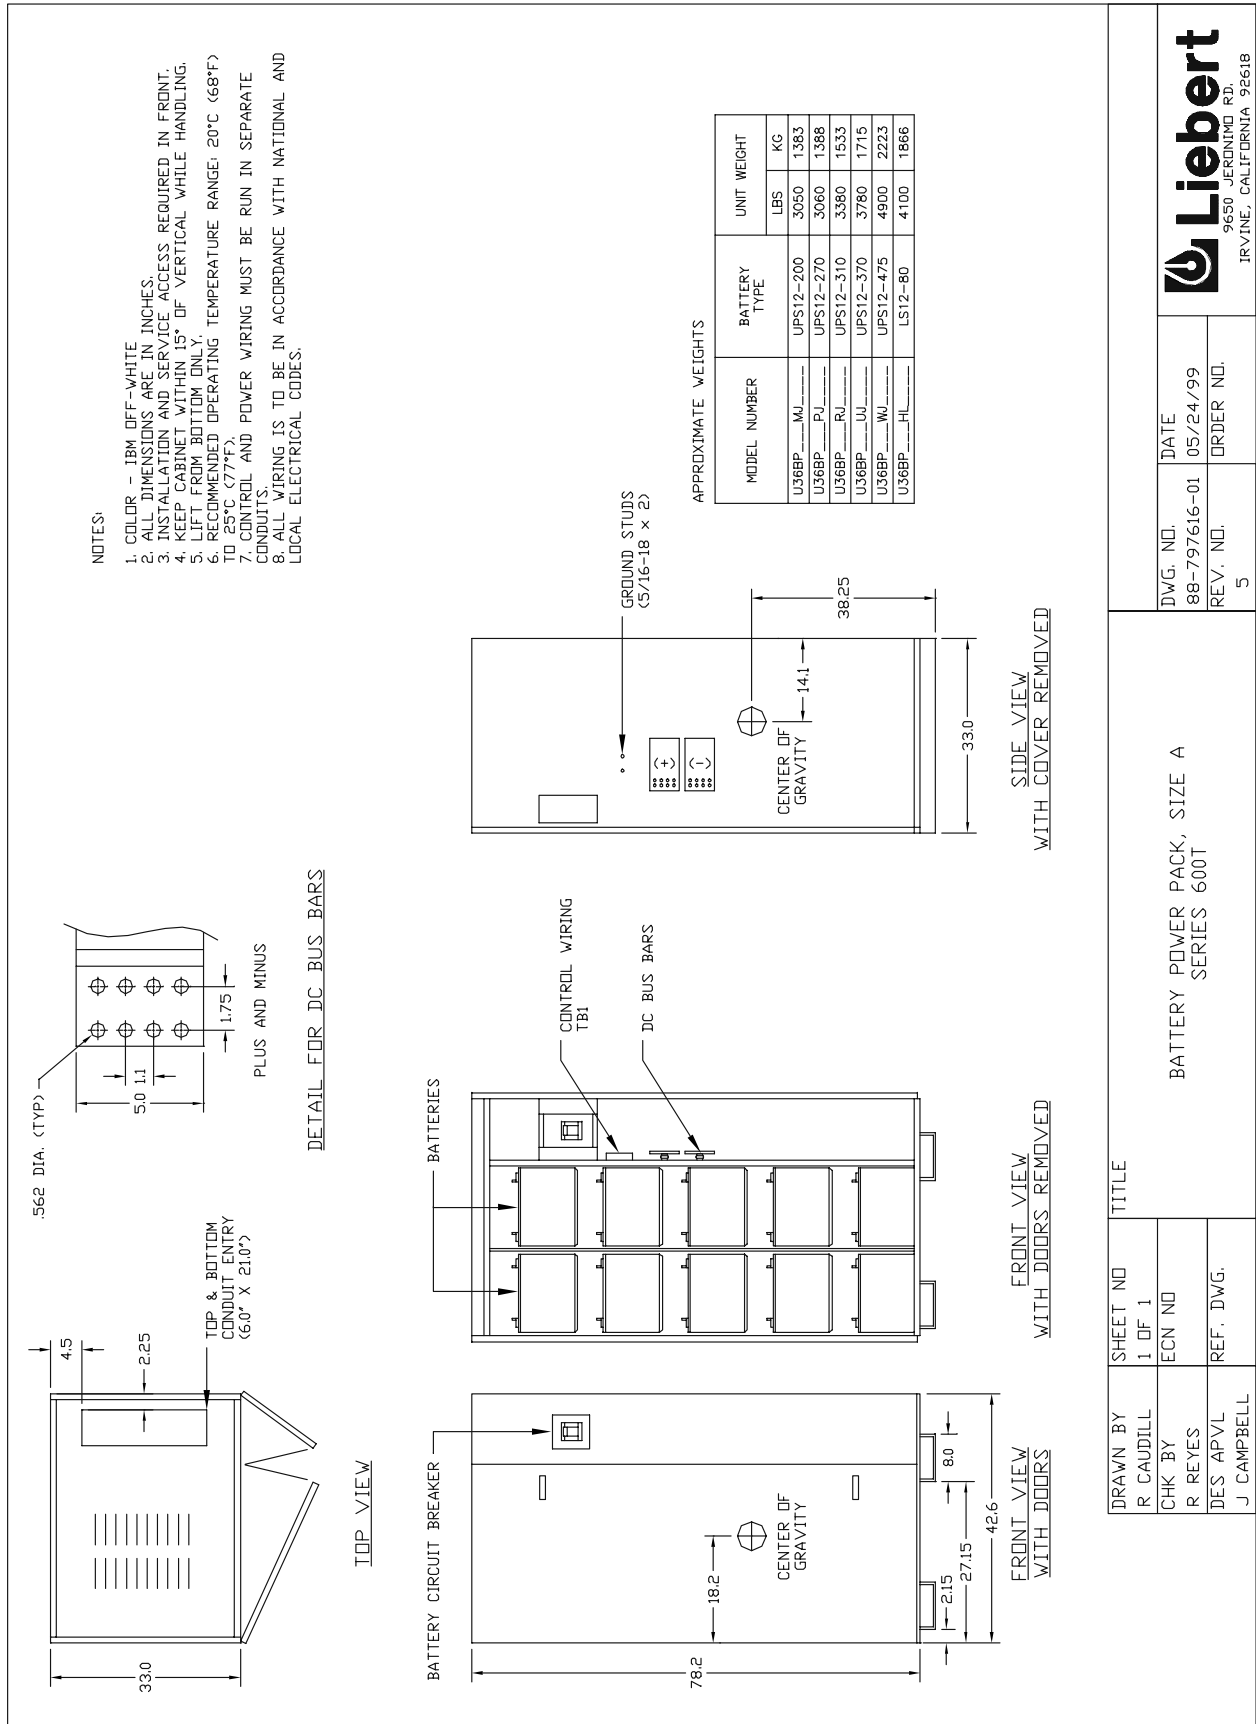 .562 DIA. (TYP)
5.0
1.1
1.75
PLUS AND MINUS
DETAIL FOR DC BUS BARS
NOTES:
1. COLOR - IBM OFF-WHITE
2. ALL DIMENSIONS ARE IN INCHES.
3. INSTALLATION AND SERVICE ACCESS REQUIRED IN FRONT.
4. KEEP CABINET WITHIN 15° OF VERTICAL WHILE HANDLING.
5. LIFT FROM BOTTOM ONLY.
6. RECOMMENDED OPERATING TEMPERATURE RANGE: 20°C (68°F)
TO 25°C (77°F).
7. CONTROL AND POWER WIRING MUST BE RUN IN SEPARATE
CONDUITS.
8. ALL WIRING IS TO BE IN ACCORDANCE WITH NATIONAL AND
LOCAL ELECTRICAL CODES.
33.0
4.5
2.25
TOP & BOTTOM
CONDUIT ENTRY
(6.0" X 21.0")
TOP VIEW
BATTERY CIRCUIT BREAKER
78.2
18.2
CENTER OF
GRAVITY
2.15
8.0
27.15
42.6
FRONT VIEW
WITH DOORS
BATTERIES
CONTROL WIRING
TB1
DC BUS BARS
FRONT VIEW
WITH DOORS REMOVED
GROUND STUDS
(5/16-18 x 2)
(+)
(-)
CENTER OF
GRAVITY
14.1
38.25
33.0
SIDE VIEW
WITH COVER REMOVED
APPROXIMATE WEIGHTS
MODEL NUMBER BATTERY TYPE UNIT WEIGHT
LBS KG
U36BP___MJ_____ UPS12-200 3050 1383
U36BP___PJ_____ UPS12-270 3060 1388
U36BP___RJ_____ UPS12-310 3380 1533
U36BP___UJ_____ UPS12-370 3780 1715
U36BP___WJ_____ UPS12-475 4900 2223
U36BP___HL_____ LS12-80 4100 1866
DRAWN BY
R CAUDILL
CHK BY
R REYES
DES APVL
J CAMPBELL
SHEET NO
1 OF 1
ECN NO
REF. DWG.
TITLE
BATTERY POWER PACK, SIZE A
SERIES 600T
DWG. NO.
88-797616-01
REV. NO.
5
DATE
05/24/99
ORDER NO.
Liebert
9650 JERONIMO RD.
IRVINE, CALIFORNIA 92618